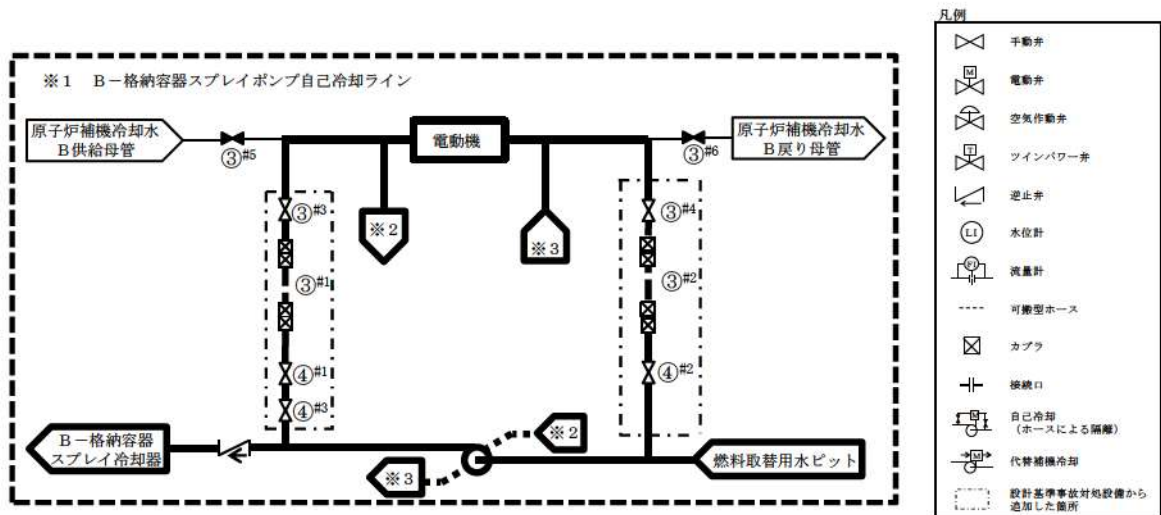 ※1 B-格納容器スプレイポンプ自己冷却ライン
原子炉補機冷却水
B供給母管
③#5
電動機
③#6
原子炉補機冷却水
B戻り母管
③#3
※2
※3
③#4
③#1
③#2
④#1
④#2
④#3
B-格納容器
スプレイ冷却器
※2
※3
燃料取替用水ピット
凡例
手動弁
M
電動弁
空気作動弁
T
ツインパワー弁
逆止弁
LI
水位計
FI
流量計
可搬型ホース
カプラ
接続口
M
自己冷却
(ホースによる隔離)
M
代替補機冷却
設計基準事故対処設備から
追加した箇所